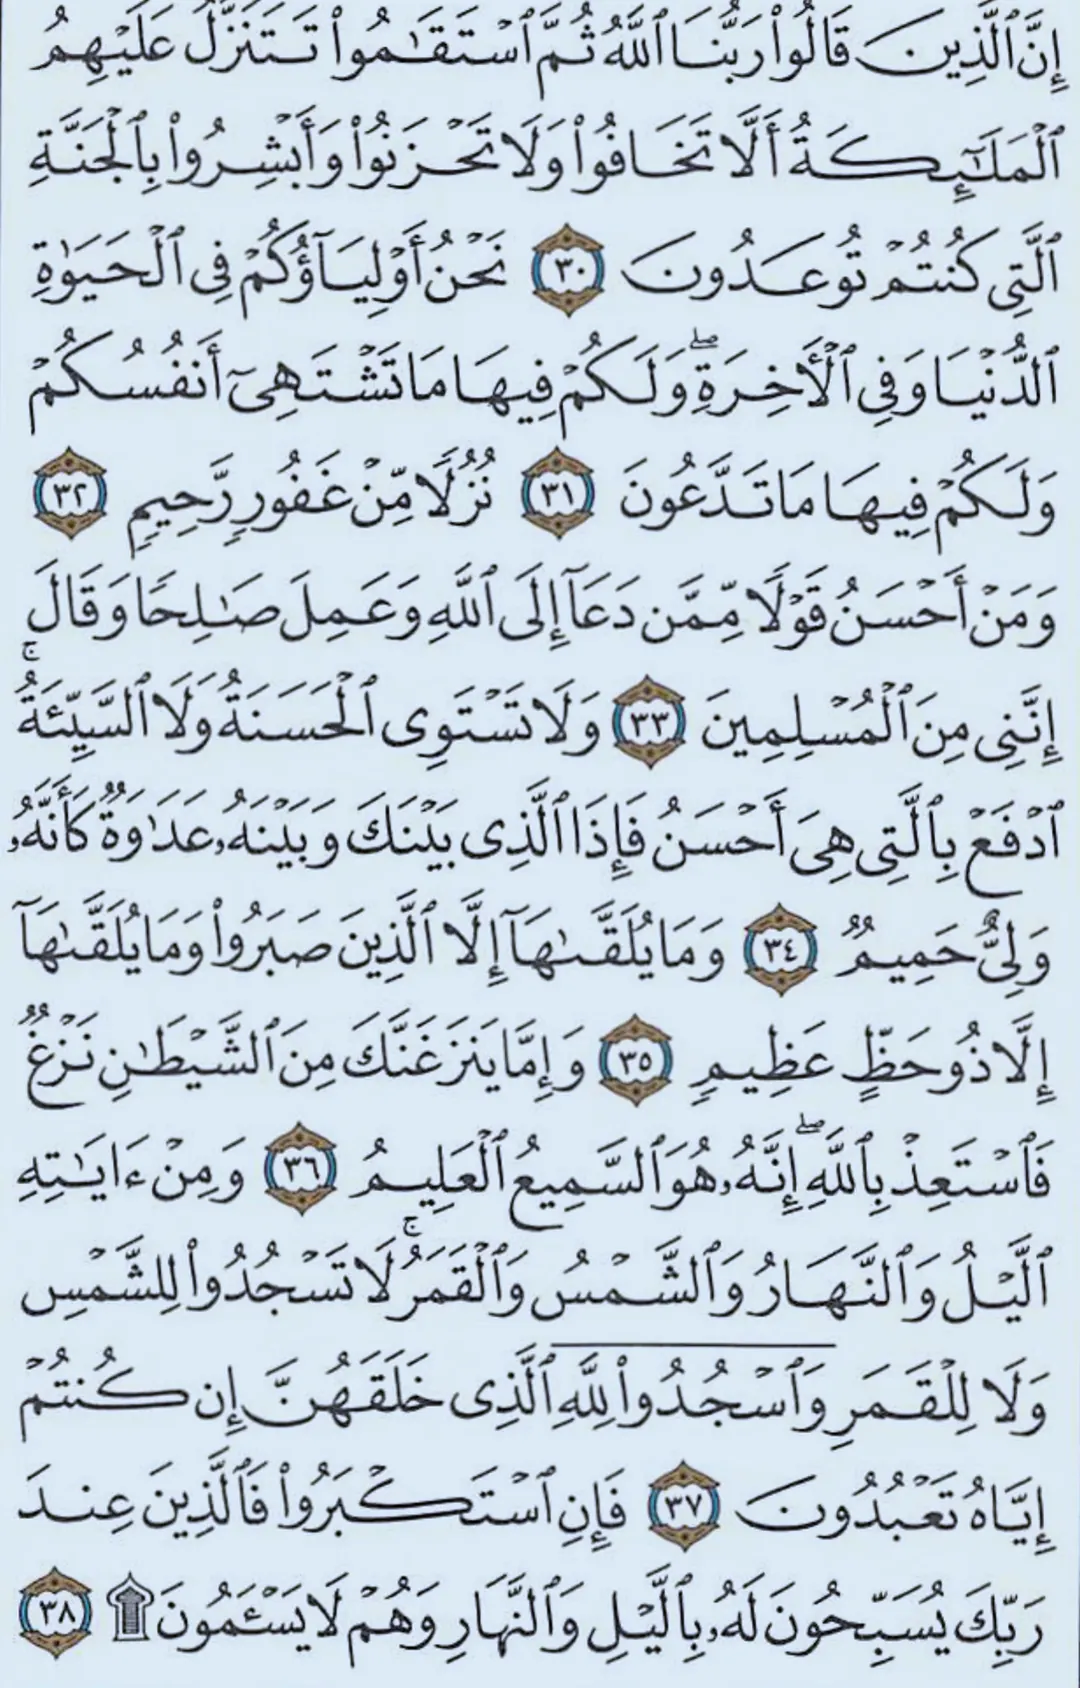 إِنَّ ٱلَّذِينَ قَالُوا۟ رَبُّنَا ٱللَّهُ ثُمَّ ٱسْتَقَـٰمُوا۟ تَتَنَزَّلُ عَلَيْهِمُ
ٱلْمَلَـٰٓئِكَةُ أَلَّا تَخَافُوا۟ وَلَا تَحْزَنُوا۟ وَأَبْشِرُوا۟ بِٱلْجَنَّةِ
ٱلَّتِى كُنتُمْ تُوعَدُونَ ٣٠ نَحْنُ أَوْلِيَآؤُكُمْ فِى ٱلْحَيَوٰةِ
ٱلدُّنْيَا وَفِى ٱلْأَخِرَةِ ۖ وَلَكُمْ فِيهَا مَا تَشْتَهِىٓ أَنفُسُكُمْ
وَلَكُمْ فِيهَا مَا تَدَّعُونَ ٣١ نُزُلًا مِّنْ غَفُورٍ رَّحِيمٍ ٣٢
وَمَنْ أَحْسَنُ قَوْلًا مِّمَّن دَعَآ إِلَى ٱللَّهِ وَعَمِلَ صَـٰلِحًا وَقَالَ
إِنَّنِى مِنَ ٱلْمُسْلِمِينَ ٣٣ وَلَا تَسْتَوِى ٱلْحَسَنَةُ وَلَا ٱلسَّيِّئَةُ ۚ
ٱدْفَعْ بِٱلَّتِى هِىَ أَحْسَنُ فَإِذَا ٱلَّذِى بَيْنَكَ وَبَيْنَهُۥ عَدَٰوَةٌ كَأَنَّهُۥ
وَلِىٌّ حَمِيمٌ ٣٤ وَمَا يُلَقَّىٰهَآ إِلَّا ٱلَّذِينَ صَبَرُوا۟ وَمَا يُلَقَّىٰهَآ
إِلَّا ذُو حَظٍّ عَظِيمٍ ٣٥ وَإِمَّا يَنزَغَنَّكَ مِنَ ٱلشَّيْطَـٰنِ نَزْغٌ
فَٱسْتَعِذْ بِٱللَّهِ ۖ إِنَّهُۥ هُوَ ٱلسَّمِيعُ ٱلْعَلِيمُ ٣٦ وَمِنْ ءَايَـٰتِهِ
ٱلَّيْلُ وَٱلنَّهَارُ وَٱلشَّمْسُ وَٱلْقَمَرُ ۚ لَا تَسْجُدُوا۟ لِلشَّمْسِ
وَلَا لِلْقَمَرِ وَٱسْجُدُوا۟ لِلَّهِ ٱلَّذِى خَلَقَهُنَّ إِن كُنتُمْ
إِيَّاهُ تَعْبُدُونَ ٣٧ فَإِنِ ٱسْتَكْبَرُوا۟ فَٱلَّذِينَ عِندَ
رَبِّكَ يُسَبِّحُونَ لَهُۥ بِٱلَّيْلِ وَٱلنَّهَارِ وَهُمْ لَا يَسْـَٔمُونَ ۩ ٣٨